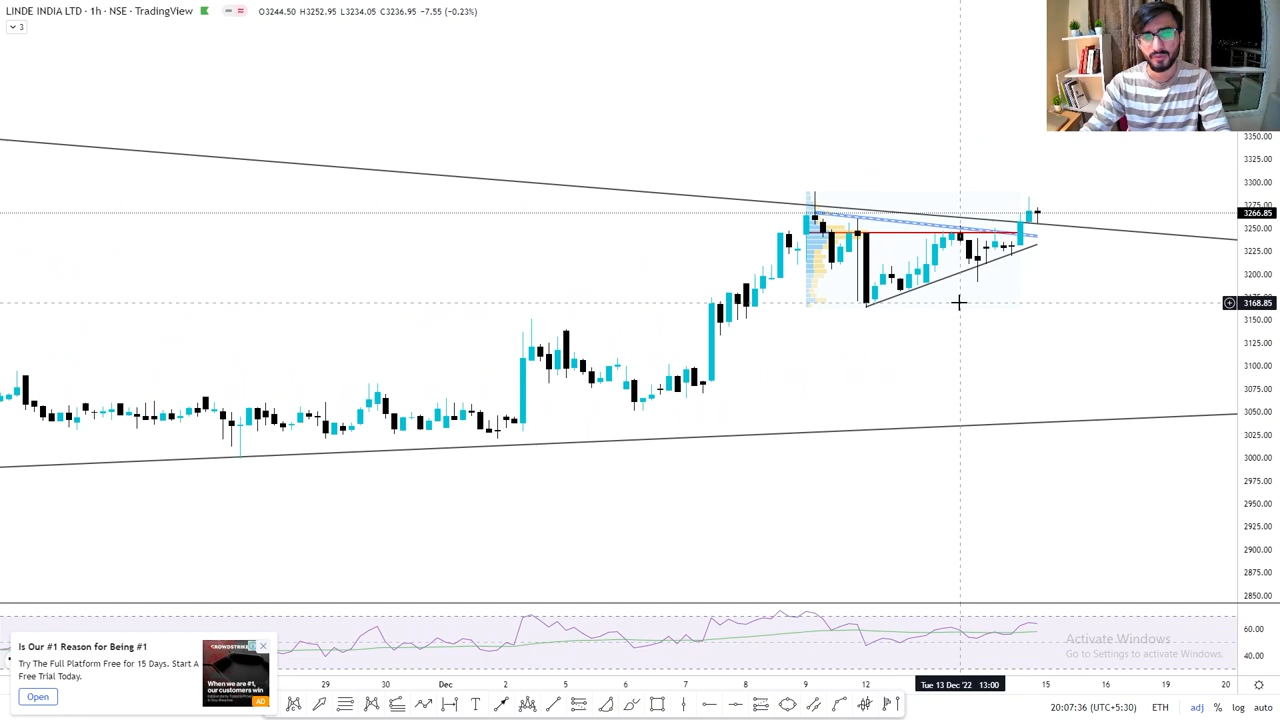 LINDE INDIA LTD · 1h · NSE · TradingView O3244.50 H3252.95 L3234.05 C3236.95 −7.55 (−0.23%)
3
3350.00
3325.00
3300.00
3275.00
3266.85
3250.00
3225.00
3200.00
3168.85
3150.00
3125.00
3100.00
3075.00
3050.00
3025.00
3000.00
2975.00
2950.00
2925.00
2900.00
2875.00
2850.00
60.00
40.00
Is Our #1 Reason for Being #1
Try The Full Platform Free for 15 Days. Start A
Free Trial Today.
Open
CROWDSTRIKE
When we are #1,
our customers win
AD
Activate Windows
Go to Settings to activate Windows.
29 30 Dec 5 6 7 8 9 12 Tue 13 Dec '22 13:00 15 16 19 20
20:07:36 (UTC+5:30) ETH adj % log auto